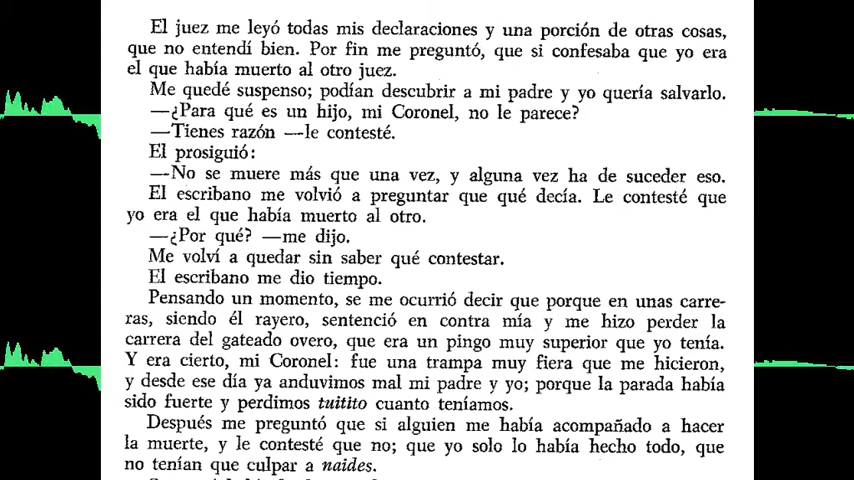 El juez me leyó todas mis declaraciones y una porción de otras cosas,
que no entendí bien. Por fin me preguntó, que si confesaba que yo era
el que había muerto al otro juez.
Me quedé suspenso; podían descubrir a mi padre y yo quería salvarlo.
—¿Para qué es un hijo, mi Coronel, no le parece?
—Tienes razón —le contesté.
El prosiguió:
—No se muere más que una vez, y alguna vez ha de suceder eso.
El escribano me volvió a preguntar que qué decía. Le contesté que
yo era el que había muerto al otro.
—¿Por qué? —me dijo.
Me volví a quedar sin saber qué contestar.
El escribano me dio tiempo.
Pensando un momento, se me ocurrió decir que porque en unas carre-
ras, siendo él rayero, sentenció en contra mía y me hizo perder la
carrera del gateado overo, que era un pingo muy superior que yo tenía.
Y era cierto, mi Coronel: fue una trampa muy fiera que me hicieron,
y desde ese día ya anduvimos mal mi padre y yo; porque la parada había
sido fuerte y perdimos tuitito cuanto teníamos.
Después me preguntó que si alguien me había acompañado a hacer
la muerte, y le contesté que no; que yo solo lo había hecho todo, que
no tenían que culpar a naides.